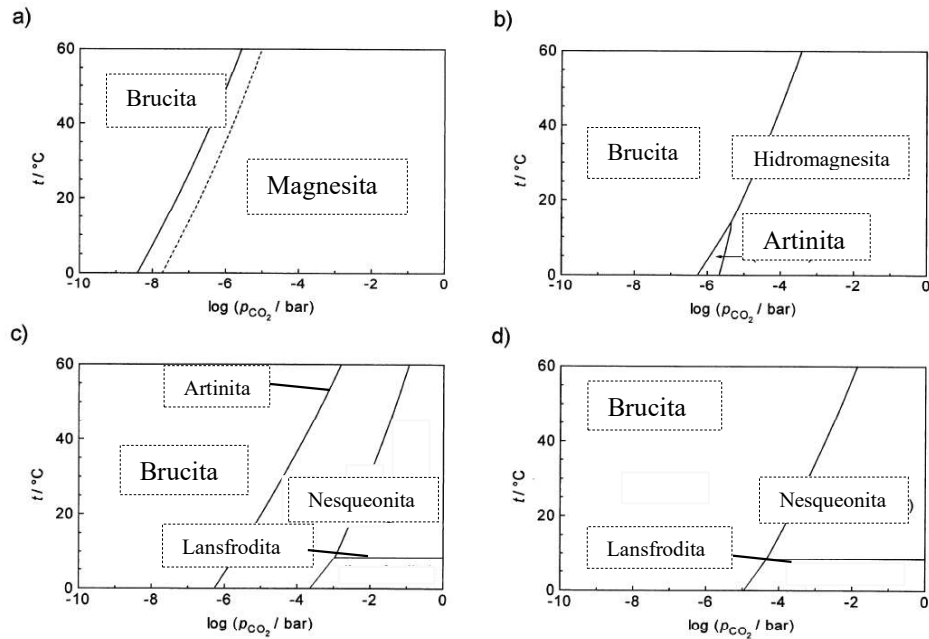 a)
60
40
20
0
t / °C
Brucita
Magnesita
-10 -8 -6 -4 -2 0
log (pCO₂ / bar)
b)
60
40
20
0
t / °C
Brucita
Hidromagnesita
Artinita
-10 -8 -6 -4 -2 0
log (pCO₂ / bar)
c)
60
40
20
0
t / °C
Artinita
Brucita
Nesqueonita
Lansfrodita
-10 -8 -6 -4 -2 0
log (pCO₂ / bar)
d)
60
40
20
0
t / °C
Brucita
Nesqueonita
)
Lansfrodita
-10 -8 -6 -4 -2 0
log (pCO₂ / bar)